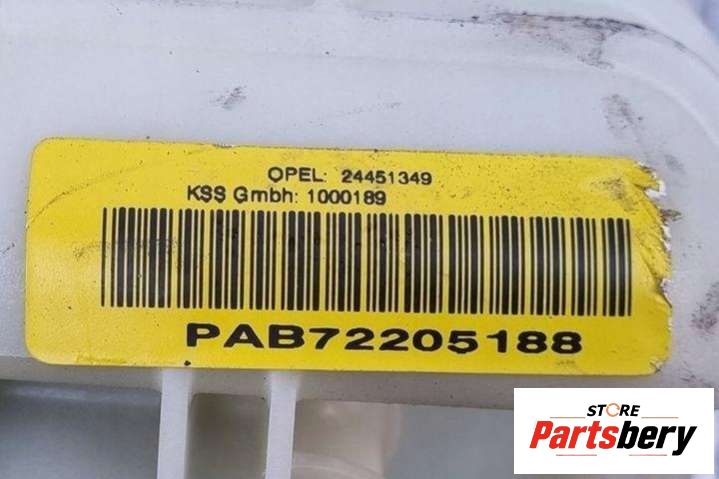 OPEL: 24451349
KSS Gmbh: 1000189
PAB72205188
STORE
Partsbery